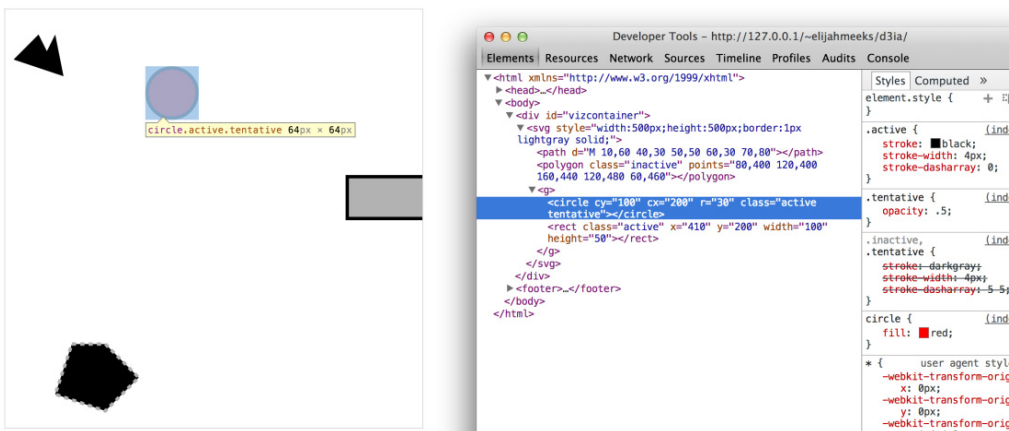 circle.active.tentative 64px × 64px
Developer Tools - http://127.0.0.1/~elijahmeeks/d3ia/
Elements Resources Network Sources Timeline Profiles Audits Console
▼<html xmlns="http://www.w3.org/1999/xhtml">
▶<head>…</head>
▼<body>
▼<div id="vizcontainer">
▼<svg style="width:500px;height:500px;border:1px
lightgray solid;">
<path d="M 10,60 40,30 50,50 60,30 70,80"></path>
<polygon class="inactive" points="80,400 120,400
160,440 120,480 60,460"></polygon>
▼<g>
<circle cy="100" cx="200" r="30" class="active
tentative"></circle>
<rect class="active" x="410" y="200" width="100"
height="50"></rect>
</g>
</svg>
</div>
▶<footer>…</footer>
</body>
</html>
Styles Computed »
element.style { +
}
.active { (ind
stroke: black;
stroke-width: 4px;
stroke-dasharray: 0;
}
.tentative { (ind
opacity: .5;
}
.inactive, (ind
.tentative {
stroke: darkgray;
stroke-width: 4px;
stroke-dasharray: 5 5;
}
circle { (ind
fill: red;
}
* { user agent style
-webkit-transform-orig
x: 0px;
-webkit-transform-orig
y: 0px;
-webkit-transform-orig